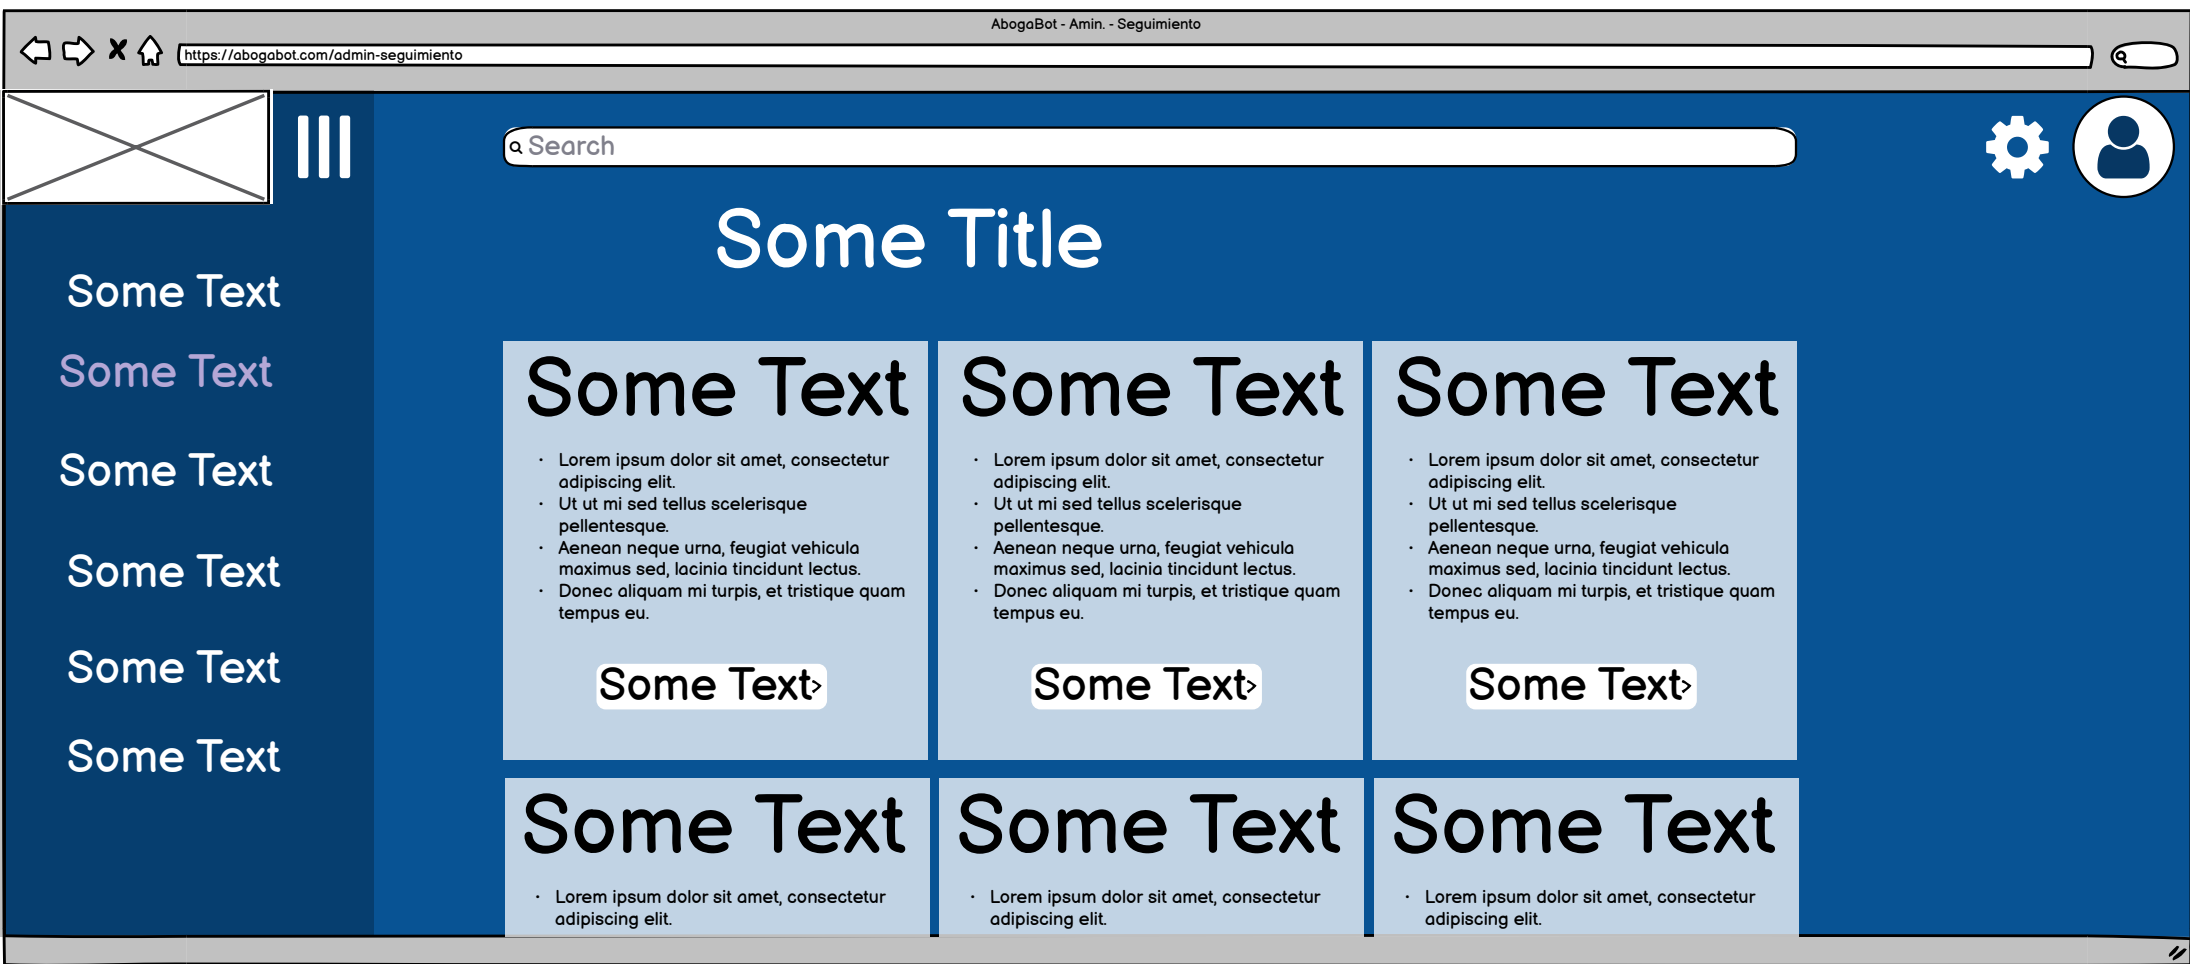 AbogaBot - Amin. - Seguimiento
https://abogabot.com/admin-seguimiento
Search
Some Title
Some Text
Some Text
Some Text
Some Text
Some Text
Some Text
Some Text
· Lorem ipsum dolor sit amet, consectetur
adipiscing elit.
· Ut ut mi sed tellus scelerisque
pellentesque.
· Aenean neque urna, feugiat vehicula
maximus sed, lacinia tincidunt lectus.
· Donec aliquam mi turpis, et tristique quam
tempus eu.
Some Text>
Some Text
· Lorem ipsum dolor sit amet, consectetur
adipiscing elit.
· Ut ut mi sed tellus scelerisque
pellentesque.
· Aenean neque urna, feugiat vehicula
maximus sed, lacinia tincidunt lectus.
· Donec aliquam mi turpis, et tristique quam
tempus eu.
Some Text>
Some Text
· Lorem ipsum dolor sit amet, consectetur
adipiscing elit.
· Ut ut mi sed tellus scelerisque
pellentesque.
· Aenean neque urna, feugiat vehicula
maximus sed, lacinia tincidunt lectus.
· Donec aliquam mi turpis, et tristique quam
tempus eu.
Some Text>
Some Text
· Lorem ipsum dolor sit amet, consectetur
adipiscing elit.
Some Text
· Lorem ipsum dolor sit amet, consectetur
adipiscing elit.
Some Text
· Lorem ipsum dolor sit amet, consectetur
adipiscing elit.